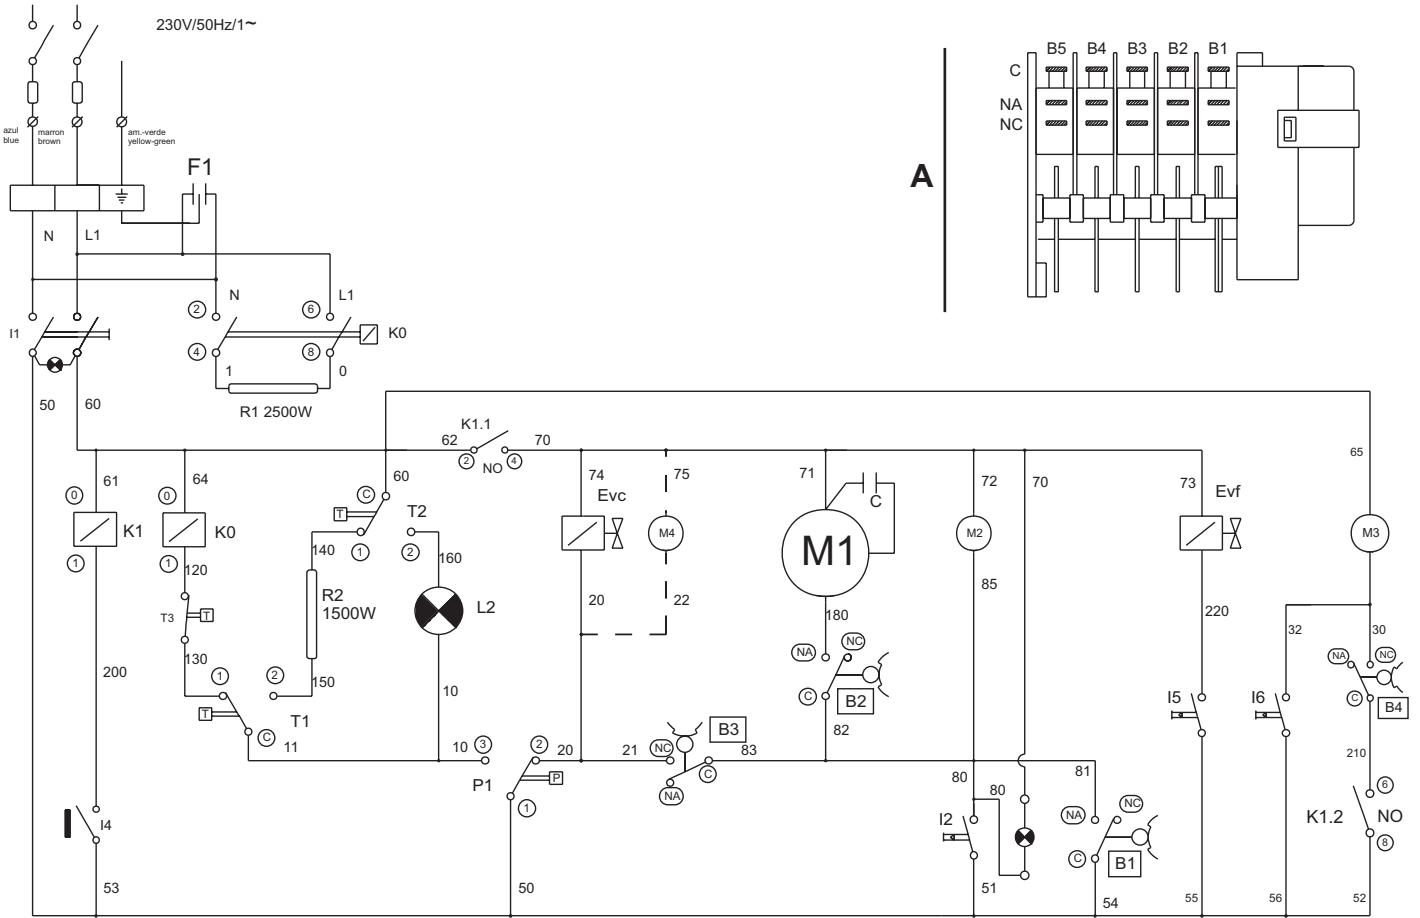 230V/50Hz/1~
azul
blue
marron
brown
am.-verde
yellow-green
F1
N
L1
I1
2
N
6
L1
K0
4
8
1
0
R1 2500W
50
60
A
B5
B4
B3
B2
B1
C
NA
NC
K1.1
62
70
2
NO
4
61
64
60
74
75
71
72
70
73
65
0
0
C
Evc
C
Evf
K1
K0
T
T2
M4
M1
M2
M3
1
1
1
2
120
140
160
R2
1500W
L2
20
22
85
180
220
32
30
T3
T
130
150
200
1
2
T
T1
C
11
10
10
3
P1
2
20
P
1
21
NC
B3
C
NA
83
NA
NC
C
B2
82
I5
I6
NA
NC
C
B4
210
6
K1.2
NO
8
80
80
81
I2
NA
NC
C
B1
I4
53
50
51
54
55
56
52